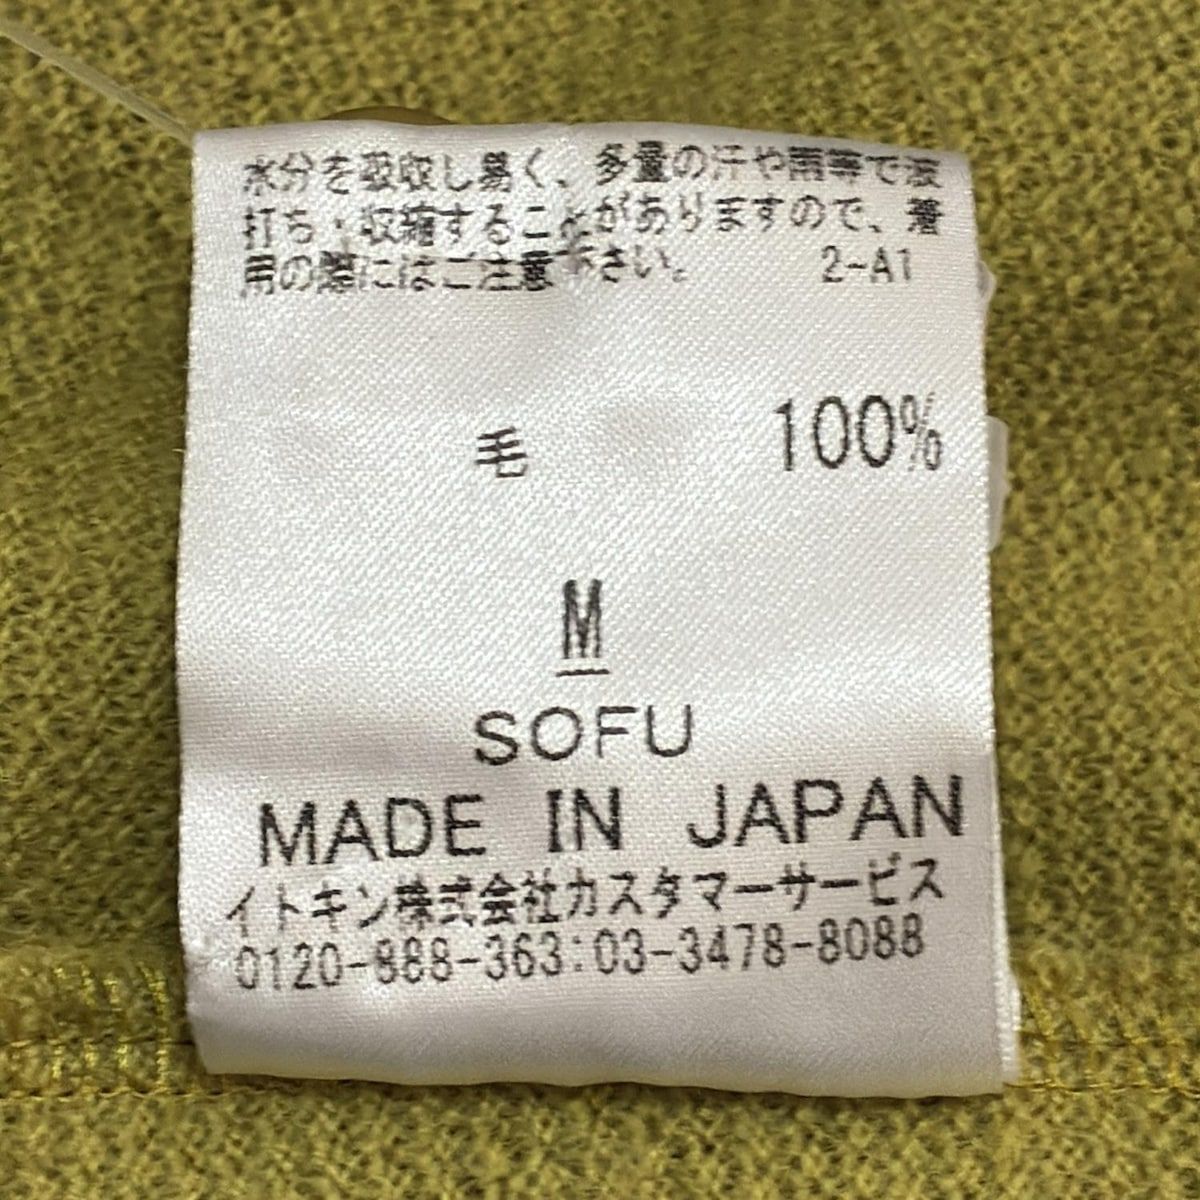 水分を吸収し易く、多量の汗や雨等で波
打ち・収縮することがありますので、着
用の際にはご注意下さい。 2-A1
毛 100%
M
SOFU
MADE IN JAPAN
イトキン株式会社カスタマーサービス
0120-888-363:03-3478-8088